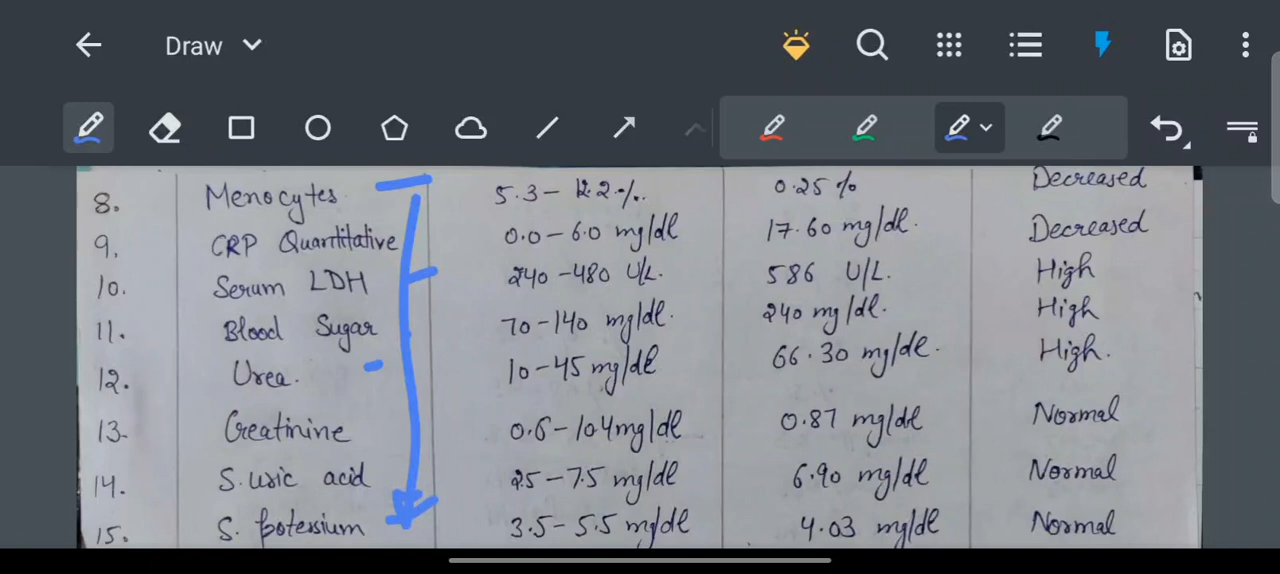 Draw
8. Menocytes 5.3 – 12.2 %. 0.25 % Decreased
9. CRP Quantitative 0.0 – 6.0 mg/dl 17.60 mg/dl. Decreased
10. Serum LDH 240 – 480 U/L. 586 U/L. High
11. Blood Sugar 70 – 140 mg/dl. 240 mg/dl. High
12. Urea. 10 – 45 mg/dl 66.30 mg/dl. High.
13. Creatinine 0.6 – 1.04 mg/dl 0.87 mg/dl Normal
14. S. uric acid 2.5 – 7.5 mg/dl 6.90 mg/dl Normal
15. S. potessium 3.5 – 5.5 mg/dl 4.03 mg/dl Normal